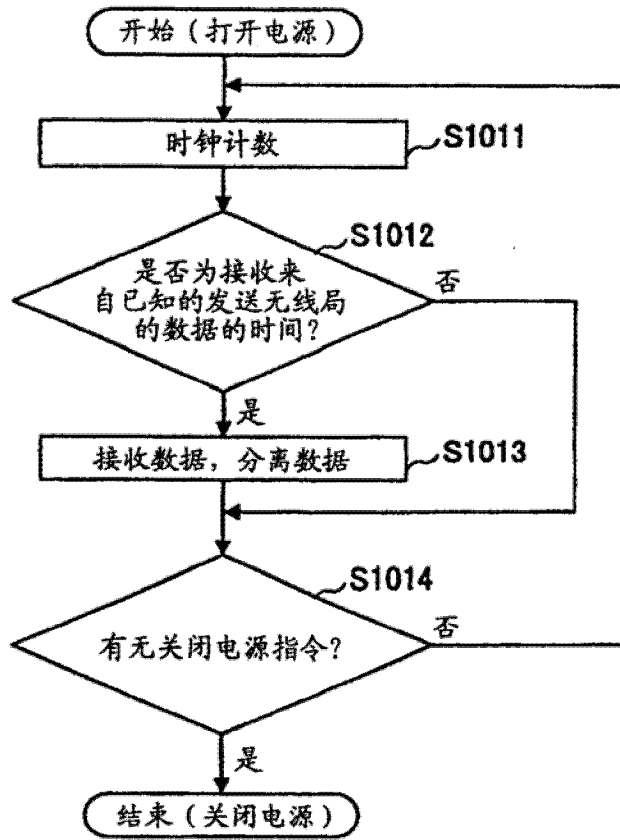 开始（打开电源）
时钟计数
S1011
S1012
是否为接收来
自已知的发送无线局
的数据的时间？
否
是
接收数据，分离数据
S1013
S1014
有无关闭电源指令？
否
是
结束（关闭电源）